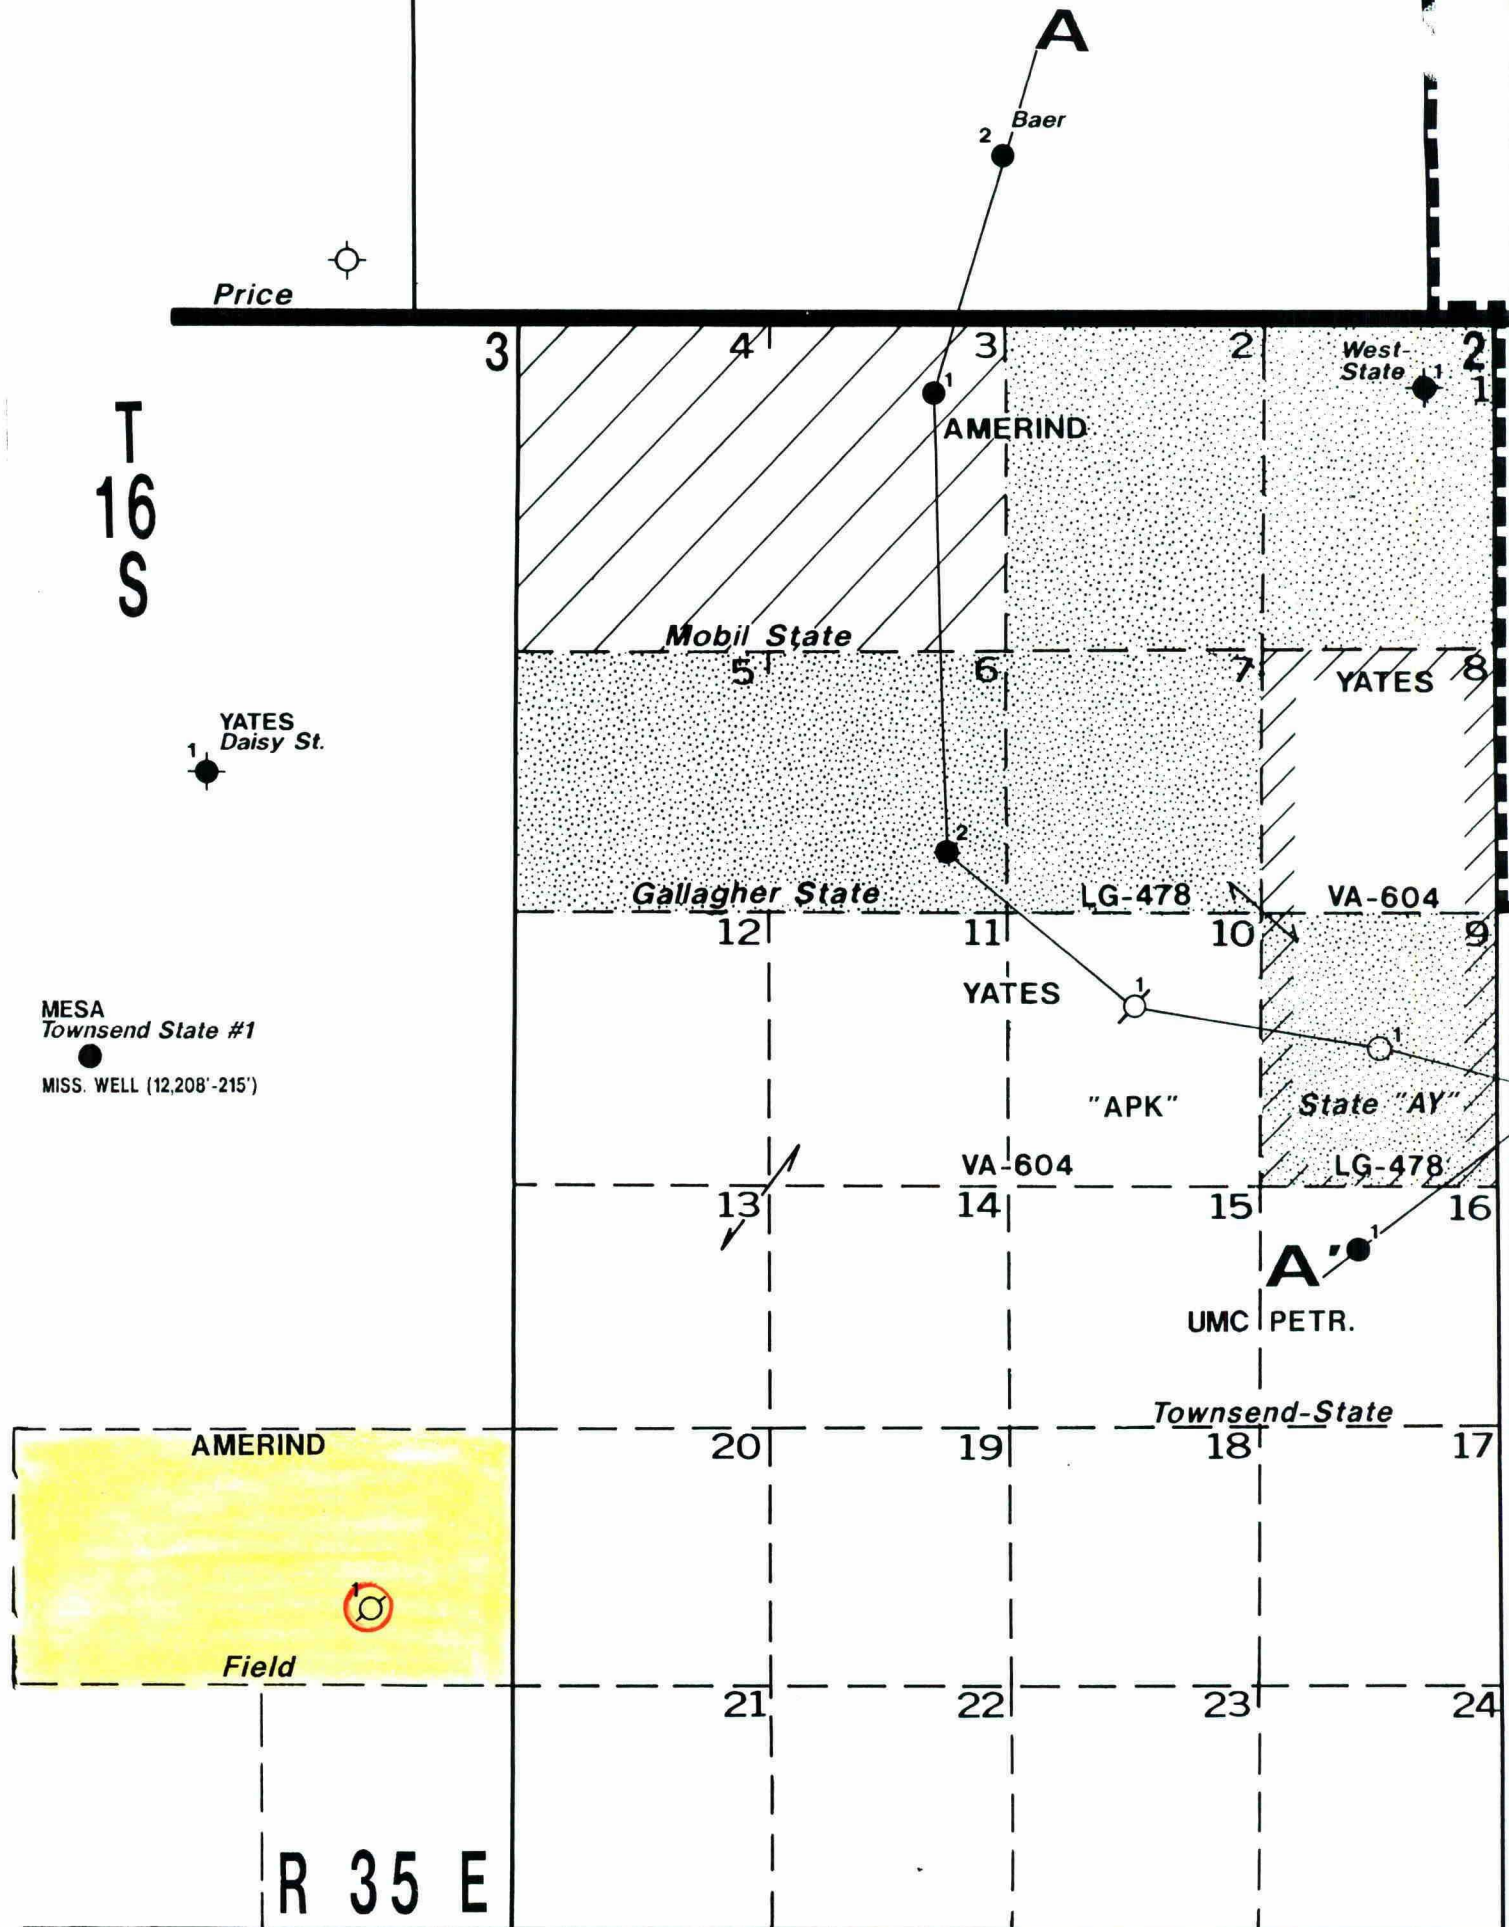 A
Baer
2
Price
3
4
3
2
West-
State
1
2
1
1
AMERIND
T
16
S
Mobil State
5
6
7
8
YATES
YATES
Daisy St.
1
2
Gallagher State
LG-478
VA-604
12
11
10
9
YATES
1
MESA
Townsend State #1
MISS. WELL (12,208'-215')
1
"APK"
State "AY"
VA-604
LG-478
13
14
15
16
1
A'
UMC PETR.
Townsend-State
AMERIND
20
19
18
17
1
Field
21
22
23
24
R 35 E